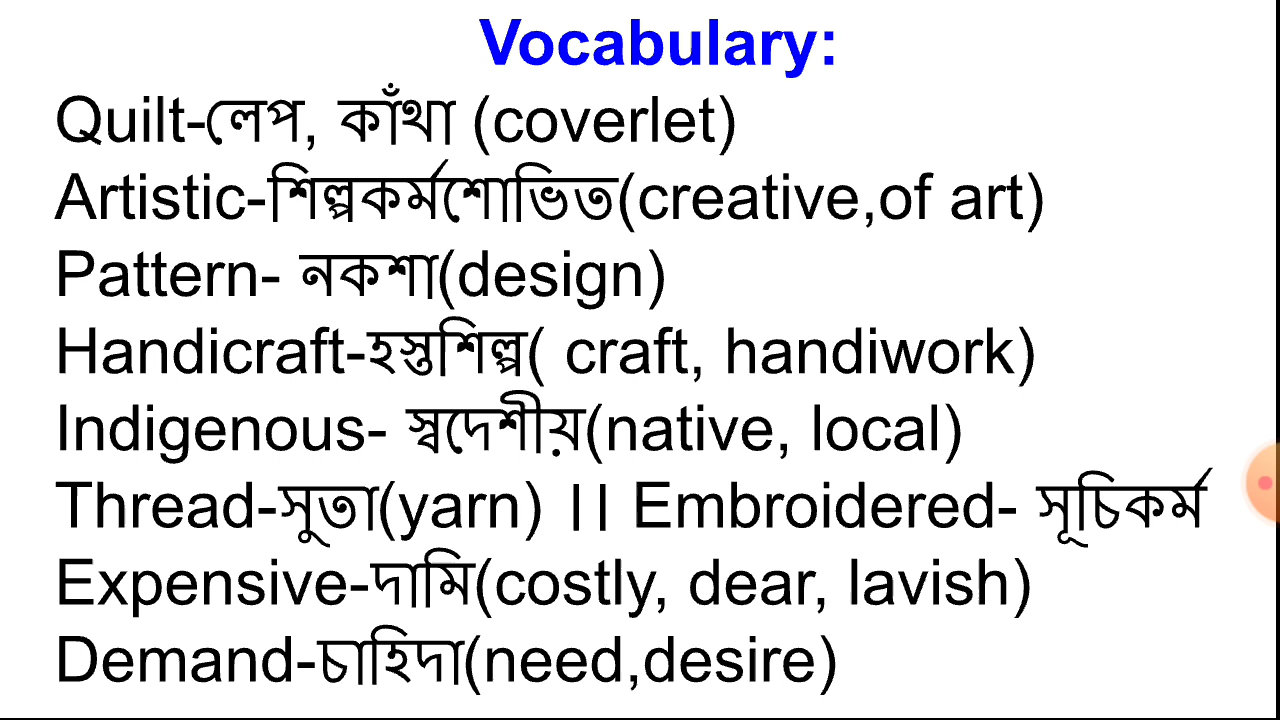 Vocabulary:
Quilt-লেপ, কাঁথা (coverlet)
Artistic-শিল্পকর্মশোভিত(creative,of art)
Pattern- নকশা(design)
Handicraft-হস্তশিল্প( craft, handiwork)
Indigenous- স্বদেশীয়(native, local)
Thread-সুতা(yarn) ।। Embroidered- সূচিকর্ম
Expensive-দামি(costly, dear, lavish)
Demand-চাহিদা(need,desire)